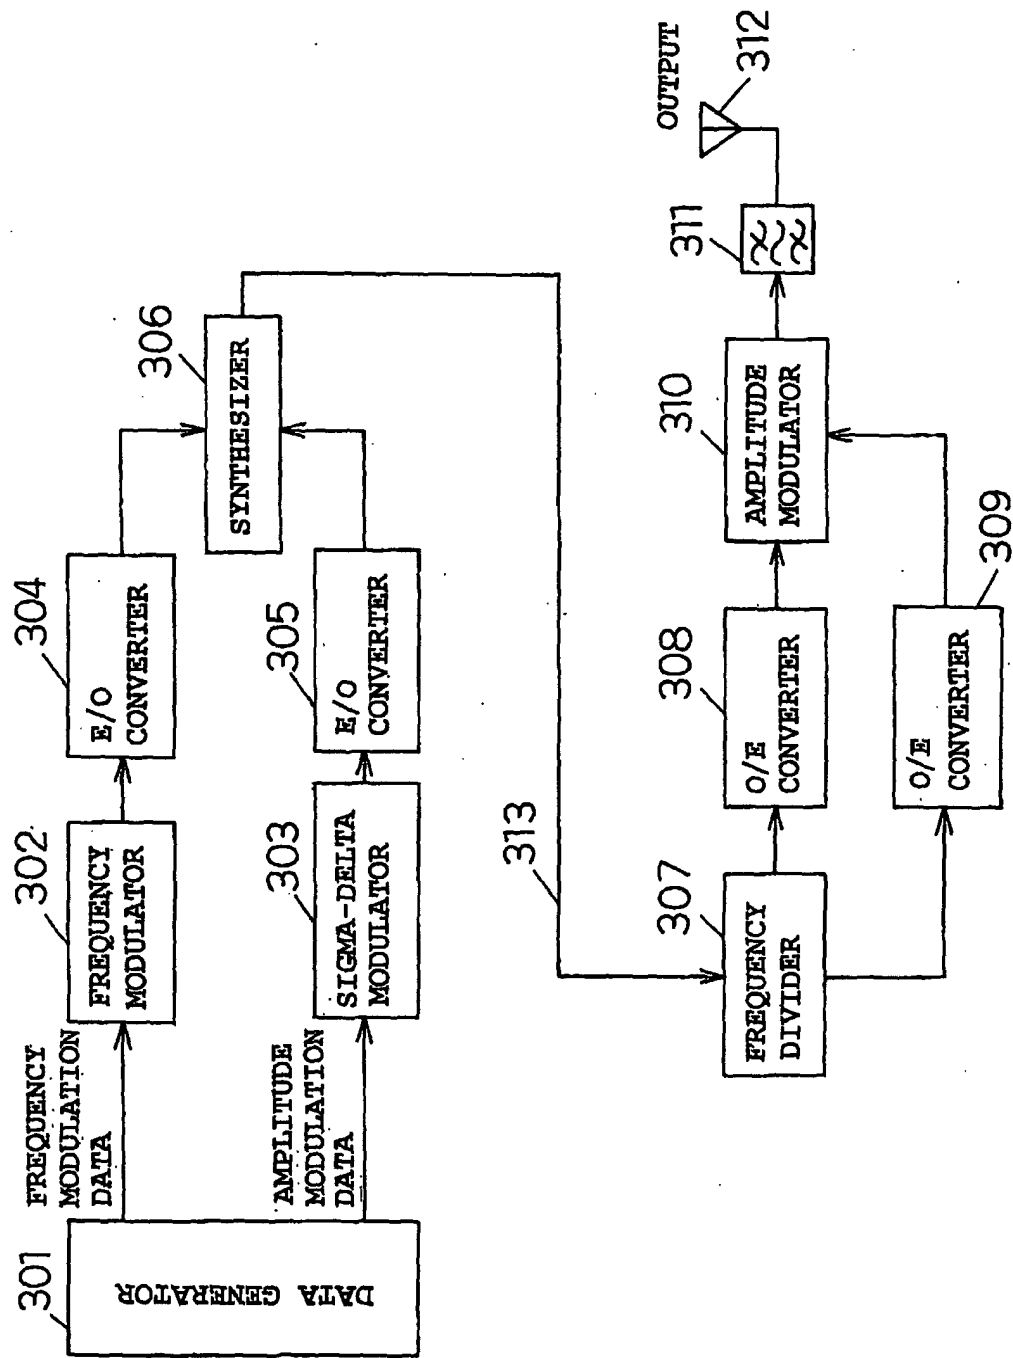 301
DATA GENERATOR
FREQUENCY
MODULATION
DATA
302
FREQUENCY
MODULATOR
304
E/O
CONVERTER
306
SYNTHESIZER
AMPLITUDE
MODULATION
DATA
303
SIGMA-DELTA
MODULATOR
305
E/O
CONVERTER
313
307
FREQUENCY
DIVIDER
308
O/E
CONVERTER
310
AMPLITUDE
MODULATOR
311
OUTPUT
312
O/E
CONVERTER
309